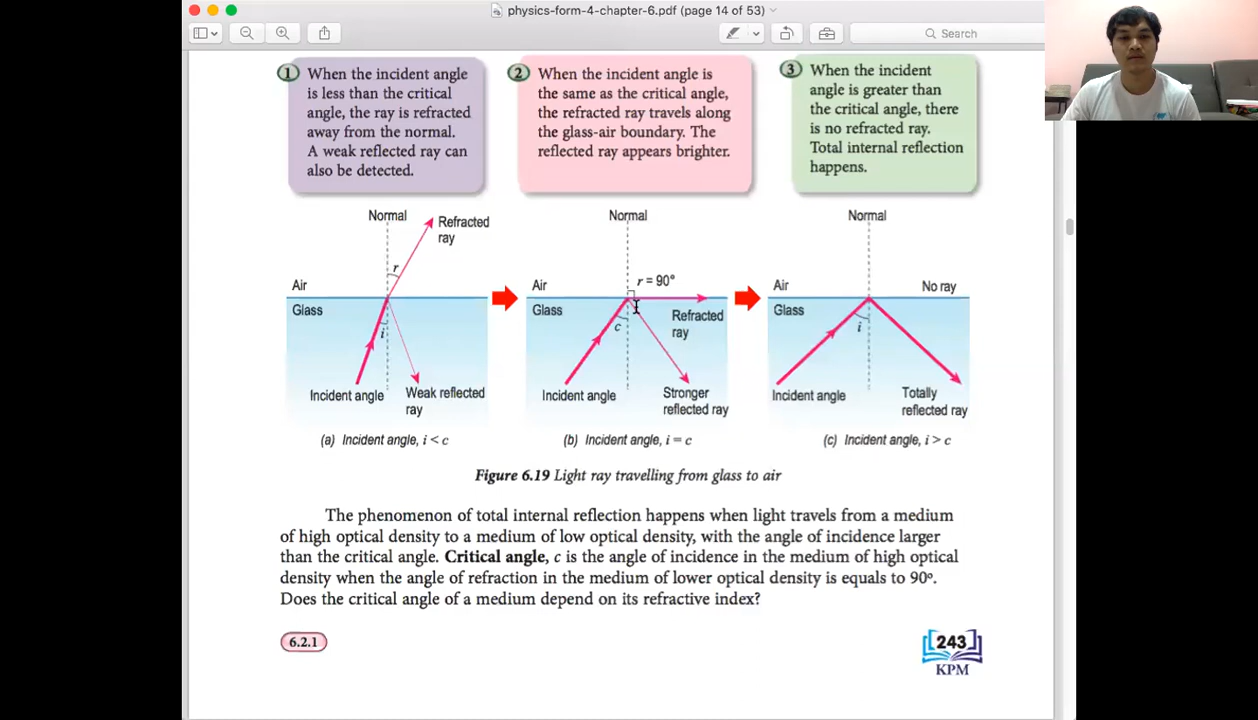 physics-form-4-chapter-6.pdf (page 14 of 53)
Search
1
When the incident angle
is less than the critical
angle, the ray is refracted
away from the normal.
A weak reflected ray can
also be detected.
2
When the incident angle is
the same as the critical angle,
the refracted ray travels along
the glass-air boundary. The
reflected ray appears brighter.
3
When the incident
angle is greater than
the critical angle, there
is no refracted ray.
Total internal reflection
happens.
Normal
Refracted
ray
r
Air
Glass
i
Incident angle
Weak reflected
ray
(a) Incident angle, i < c
Normal
r = 90°
Air
Glass
c
Refracted
ray
Incident angle
Stronger
reflected ray
(b) Incident angle, i = c
Normal
Air
No ray
Glass
i
Incident angle
Totally
reflected ray
(c) Incident angle, i > c
Figure 6.19 Light ray travelling from glass to air
The phenomenon of total internal reflection happens when light travels from a medium
of high optical density to a medium of low optical density, with the angle of incidence larger
than the critical angle. Critical angle, c is the angle of incidence in the medium of high optical
density when the angle of refraction in the medium of lower optical density is equals to 90º.
Does the critical angle of a medium depend on its refractive index?
6.2.1
243
KPM